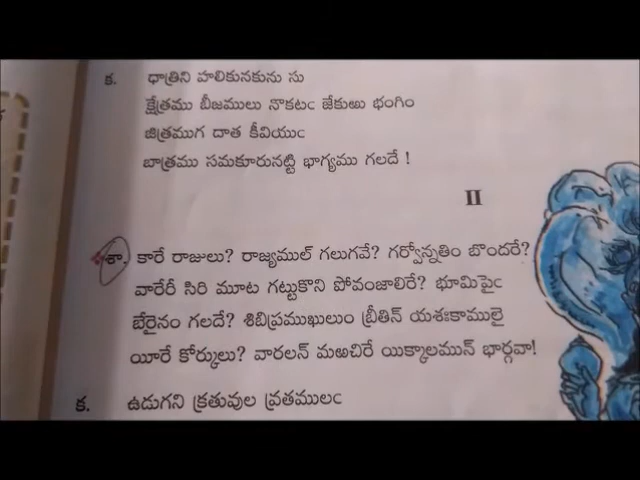 క. ధాత్రిని హలికునకును సు
క్షేత్రము బీజములు నొకటఁ జేకుఱు భంగిం
జిత్రముగ దాత కీవియుఁ
బాత్రము సమకూరునట్టి భాగ్యము గలదే !
II
శా. కారే రాజులు? రాజ్యముల్ గలుగవే? గర్వోన్నతిం బొందరే?
వారేరీ సిరి మూట గట్టుకొని పోవంజాలిరే? భూమిపైఁ
బేరైనం గలదే? శిబిప్రముఖులుం బ్రీతిన్ యశఃకాములై
యీరే కోర్కులు? వారలన్ మఱచిరే యిక్కాలమున్ భార్గవా!
క. ఉడుగని క్రతువుల వ్రతములఁ